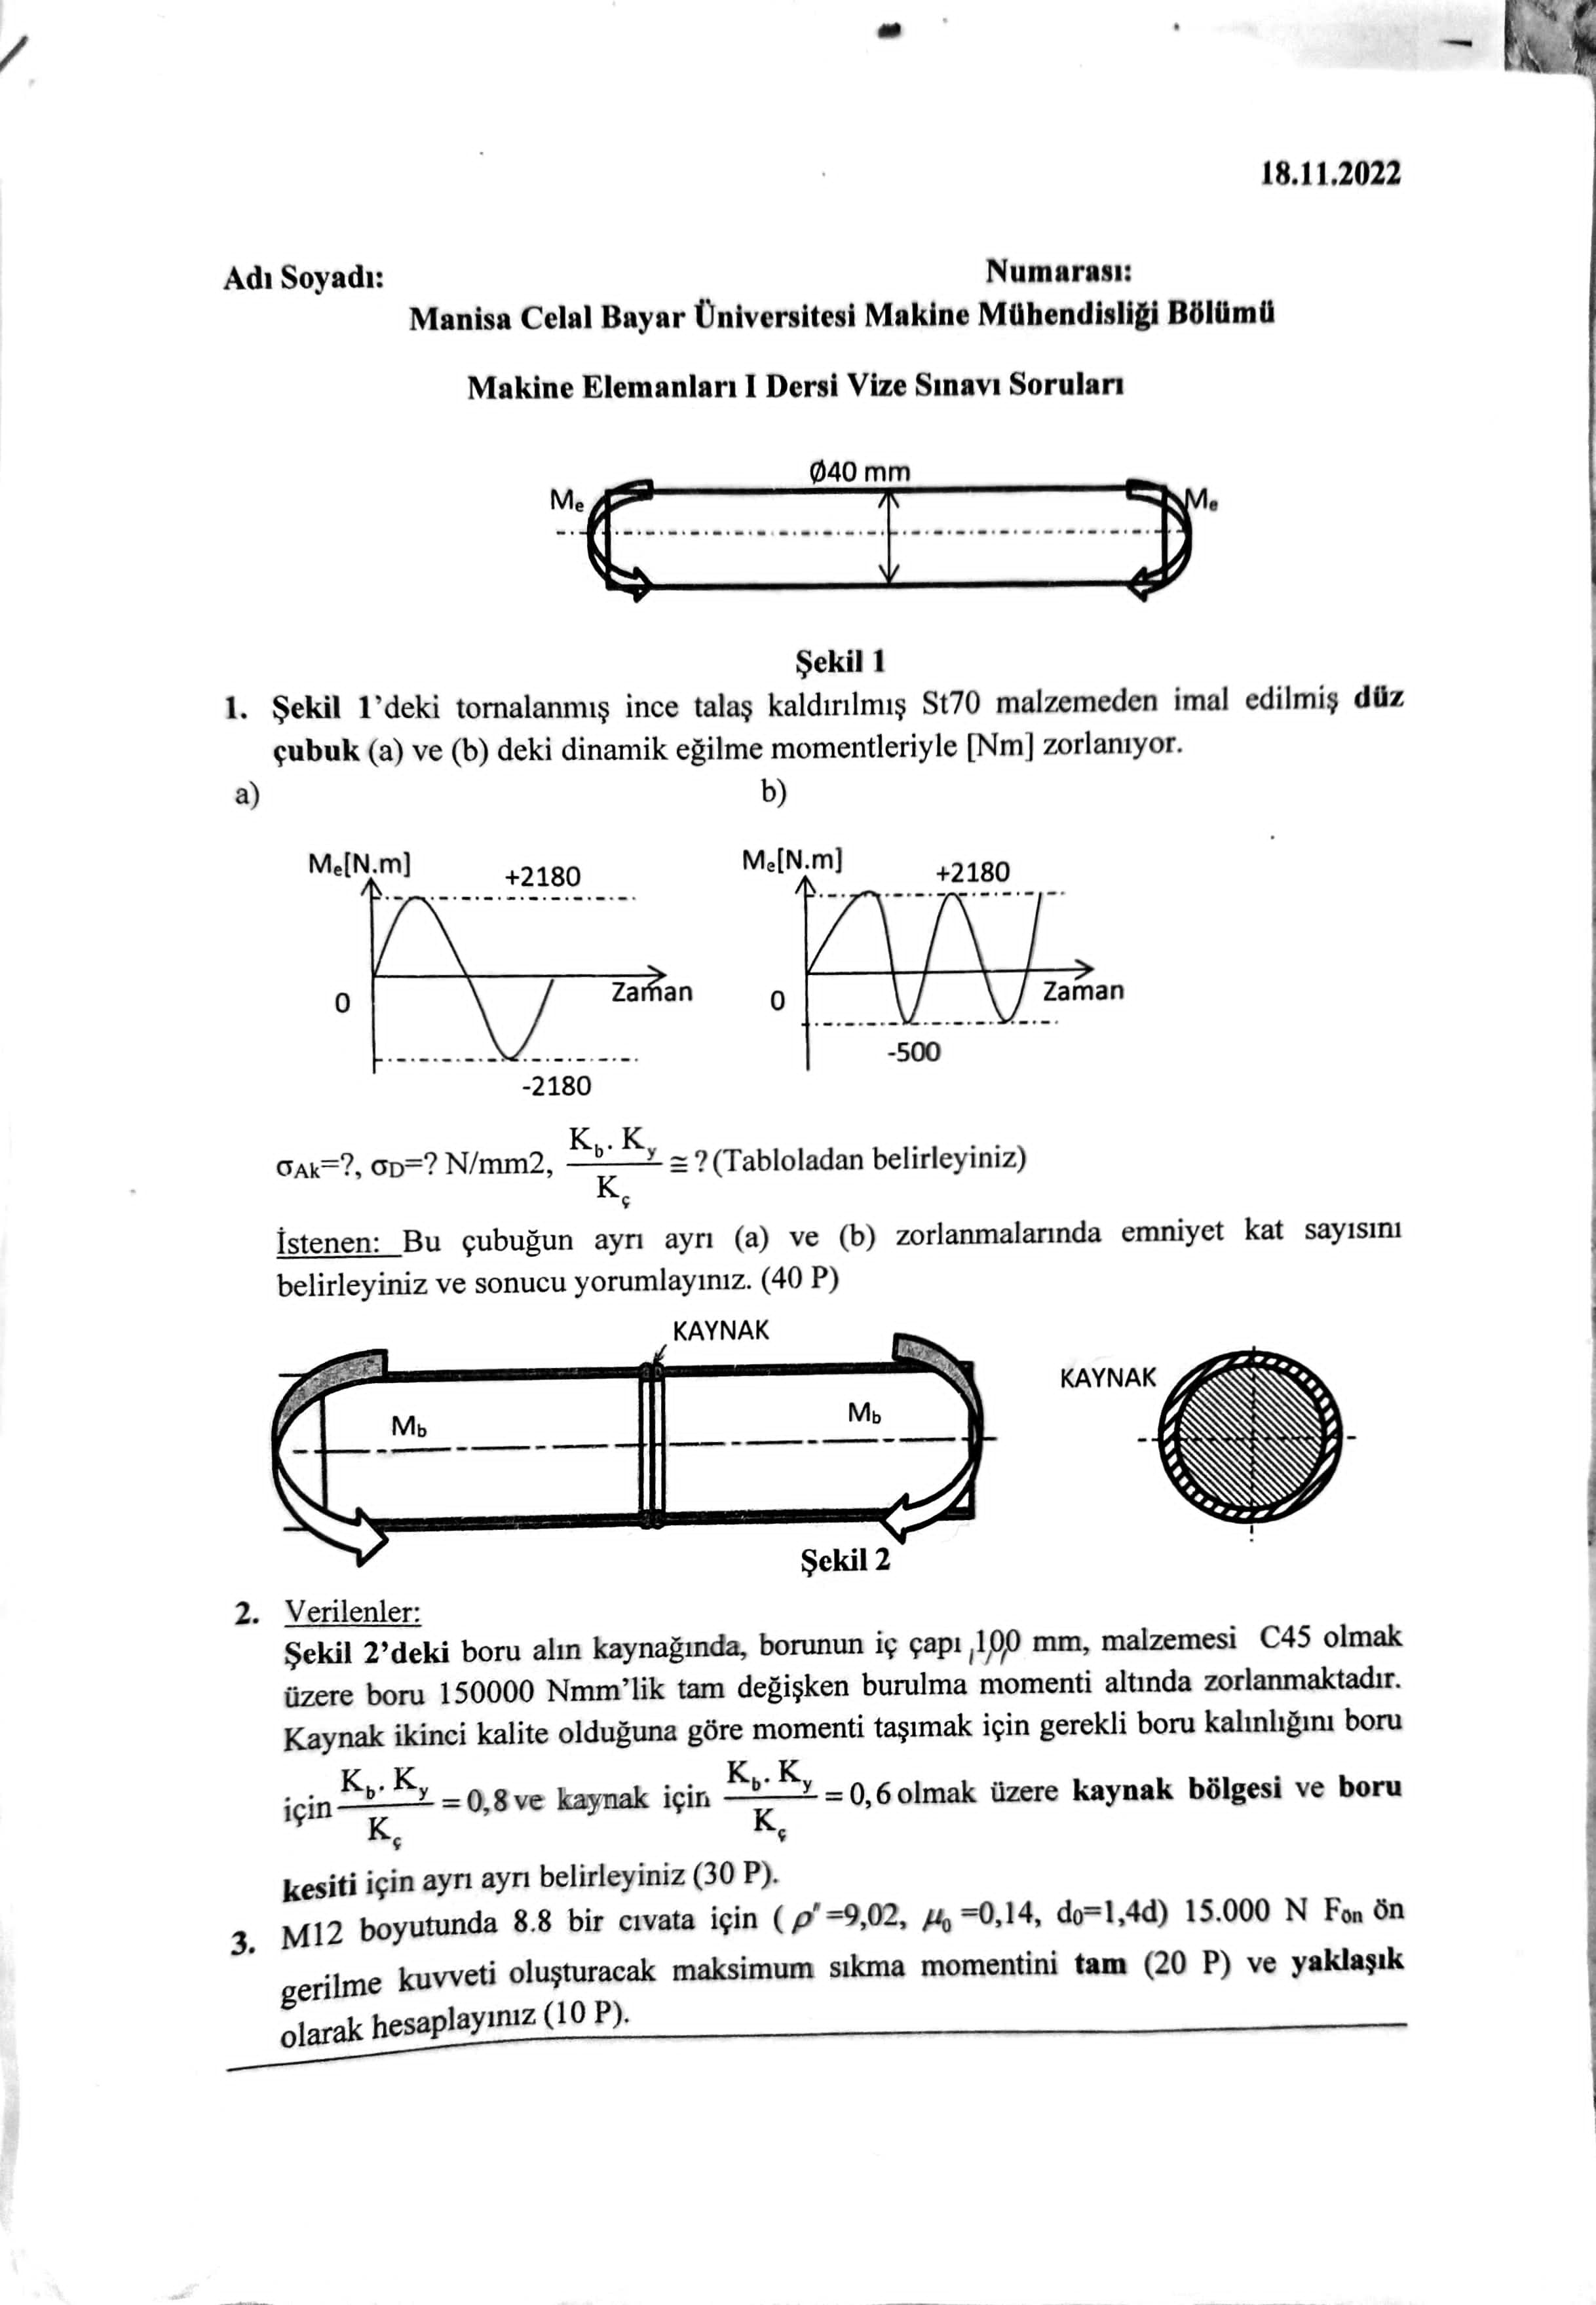 18.11.2022
Adı Soyadı: Numarası:
Manisa Celal Bayar Üniversitesi Makine Mühendisliği Bölümü
Makine Elemanları I Dersi Vize Sınavı Soruları
Ø40 mm
Me Me
Şekil 1
1. Şekil 1'deki tornalanmış ince talaş kaldırılmış St70 malzemeden imal edilmiş düz
çubuk (a) ve (b) deki dinamik eğilme momentleriyle [Nm] zorlanıyor.
a) b)
Me[N.m] +2180 Me[N.m] +2180
0 Zaman 0 Zaman
-2180 -500
σAk=?, σD=? N/mm2, Kb. Ky / Kç ≅ ? (Tabloladan belirleyiniz)
İstenen: Bu çubuğun ayrı ayrı (a) ve (b) zorlanmalarında emniyet kat sayısını
belirleyiniz ve sonucu yorumlayınız. (40 P)
KAYNAK
KAYNAK
Mb Mb
Şekil 2
2. Verilenler:
Şekil 2'deki boru alın kaynağında, borunun iç çapı 100 mm, malzemesi C45 olmak
üzere boru 150000 Nmm'lik tam değişken burulma momenti altında zorlanmaktadır.
Kaynak ikinci kalite olduğuna göre momenti taşımak için gerekli boru kalınlığını boru
için Kb. Ky / Kç = 0,8 ve kaynak için Kb. Ky / Kç = 0,6 olmak üzere kaynak bölgesi ve boru
kesiti için ayrı ayrı belirleyiniz (30 P).
3. M12 boyutunda 8.8 bir cıvata için ( ρ'=9,02, μ0 =0,14, d0=1,4d) 15.000 N Fön ön
gerilme kuvveti oluşturacak maksimum sıkma momentini tam (20 P) ve yaklaşık
olarak hesaplayınız (10 P).